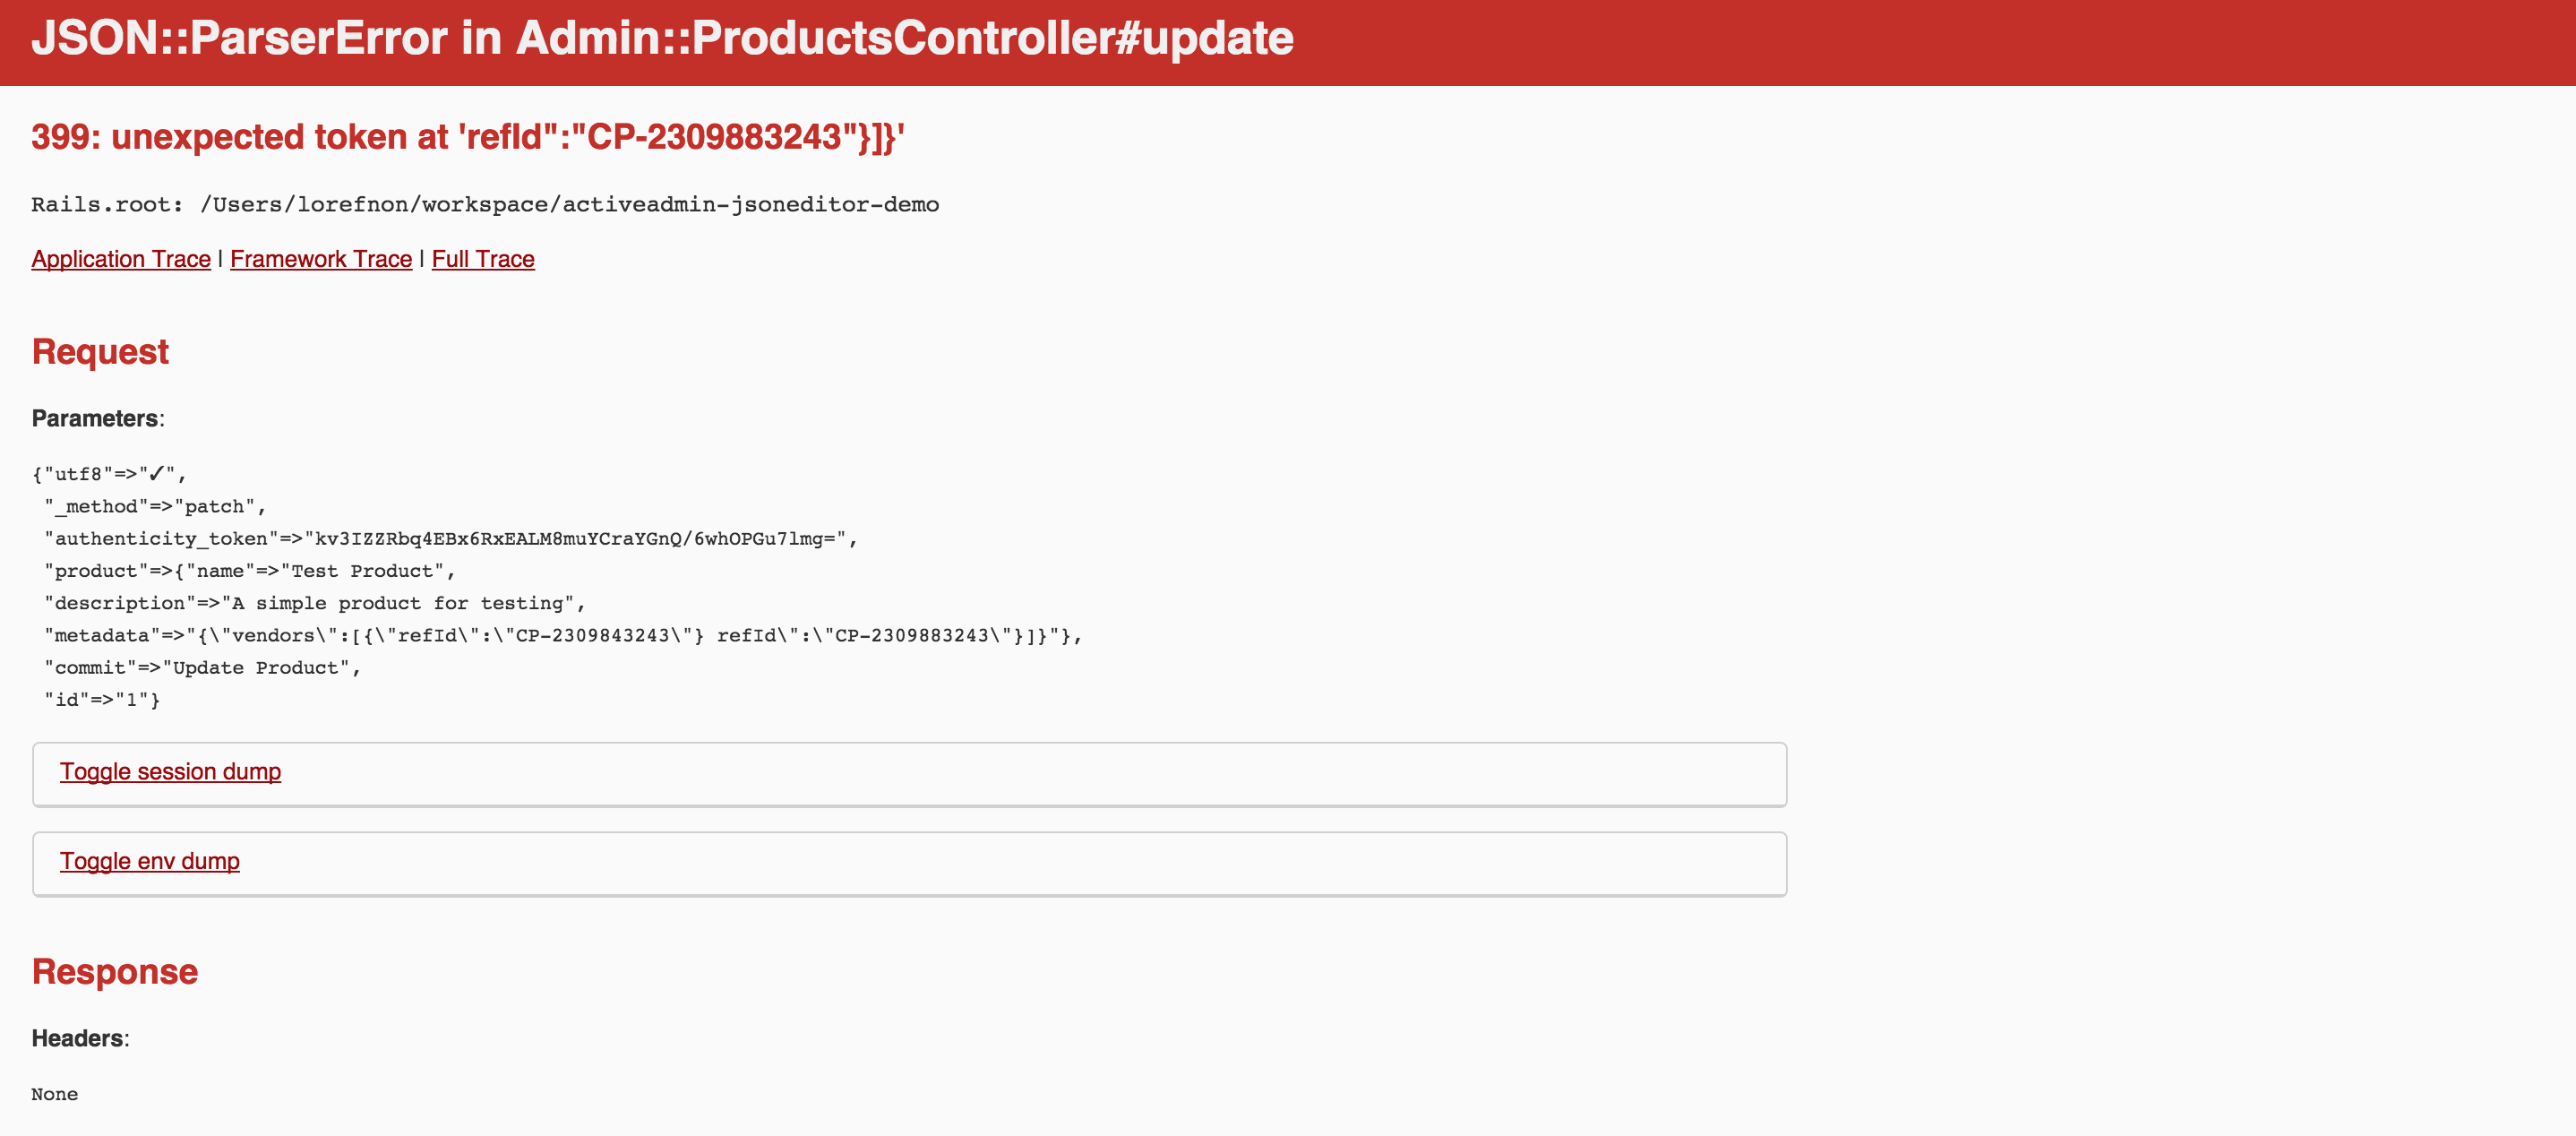 JSON::ParserError in Admin::ProductsController#update
399: unexpected token at 'refId":"CP-2309883243"}]}'
Rails.root: /Users/lorefnon/workspace/activeadmin-jsoneditor-demo
Application Trace | Framework Trace | Full Trace
Request
Parameters:
{"utf8"=>"✓",
 "_method"=>"patch",
 "authenticity_token"=>"kv3IZZRbq4EBx6RxEALM8muYCraYGnQ/6whOPGu7lmg=",
 "product"=>{"name"=>"Test Product",
 "description"=>"A simple product for testing",
 "metadata"=>"{\"vendors\":[{\"refId\":\"CP-2309843243\"} refId\":\"CP-2309883243\"}]}"},
 "commit"=>"Update Product",
 "id"=>"1"}
Toggle session dump
Toggle env dump
Response
Headers:
None